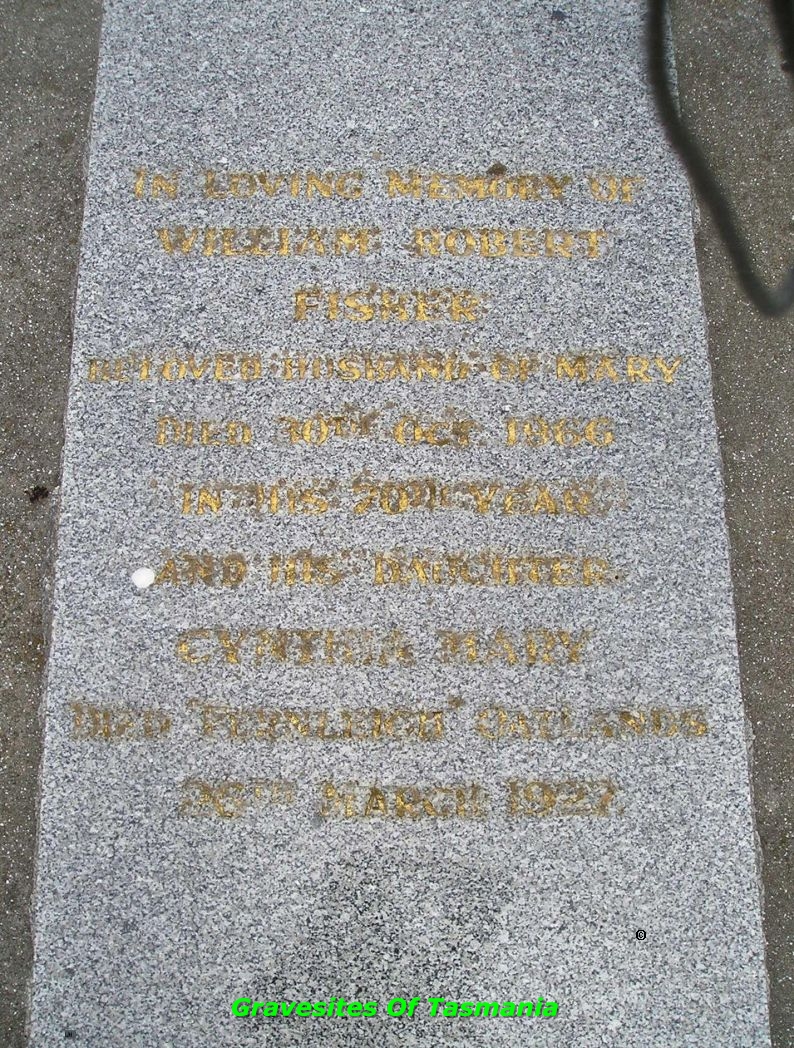 IN LOVING MEMORY OF
WILLIAM ROBERT
FISHER
BELOVED HUSBAND OF MARY
DIED 30TH OCT. 1966
IN HIS 70TH YEAR
AND HIS DAUGHTER
CYNTHIA MARY
DIED "FERNLEIGH" OATLANDS
26TH MARCH 1927.
©
Gravesites Of Tasmania